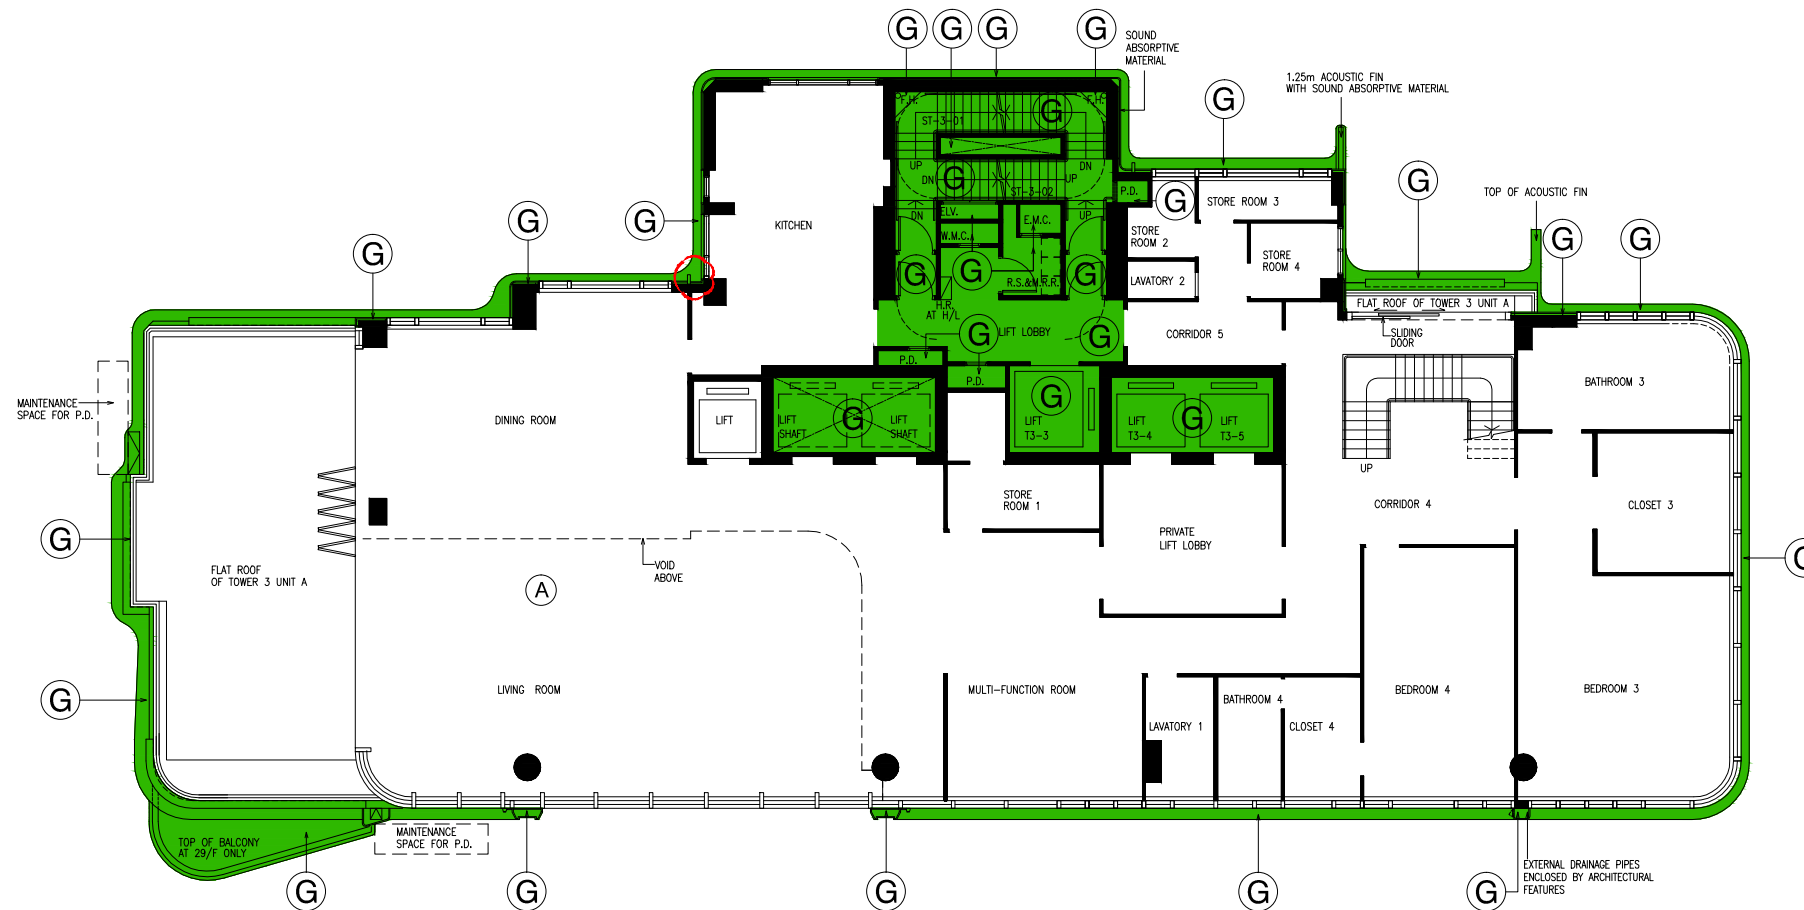 G
G
G
G
SOUND
ABSORPTIVE
MATERIAL
1.25m ACOUSTIC FIN
WITH SOUND ABSORPTIVE MATERIAL
G
F.H.
F.H.
G
ST-3-01
UP
DN
DN
G
UP
ST-3-02
P.D.
G
G
TOP OF ACOUSTIC FIN
G
G
G
KITCHEN
DN
ELV.
E.M.C.
UP
W.M.C.
STORE ROOM 3
STORE
ROOM 2
STORE
ROOM 4
G
G
G
G
G
G
R.S.&M.R.R.
LAVATORY 2
H.R.
AT H/L
G
LIFT LOBBY
G
CORRIDOR 5
FLAT ROOF OF TOWER 3 UNIT A
SLIDING
DOOR
P.D.
P.D.
BATHROOM 3
MAINTENANCE
SPACE FOR P.D.
DINING ROOM
LIFT
LIFT
SHAFT
G
LIFT
SHAFT
G
LIFT
T3-3
LIFT
T3-4
G
LIFT
T3-5
UP
STORE
ROOM 1
CORRIDOR 4
CLOSET 3
PRIVATE
LIFT LOBBY
G
G
VOID
ABOVE
FLAT ROOF
OF TOWER 3 UNIT A
A
G
LIVING ROOM
MULTI-FUNCTION ROOM
LAVATORY 1
BATHROOM 4
CLOSET 4
BEDROOM 4
BEDROOM 3
TOP OF BALCONY
AT 29/F ONLY
MAINTENANCE
SPACE FOR P.D.
G
G
G
G
G
EXTERNAL DRAINAGE PIPES
ENCLOSED BY ARCHITECTURAL
FEATURES